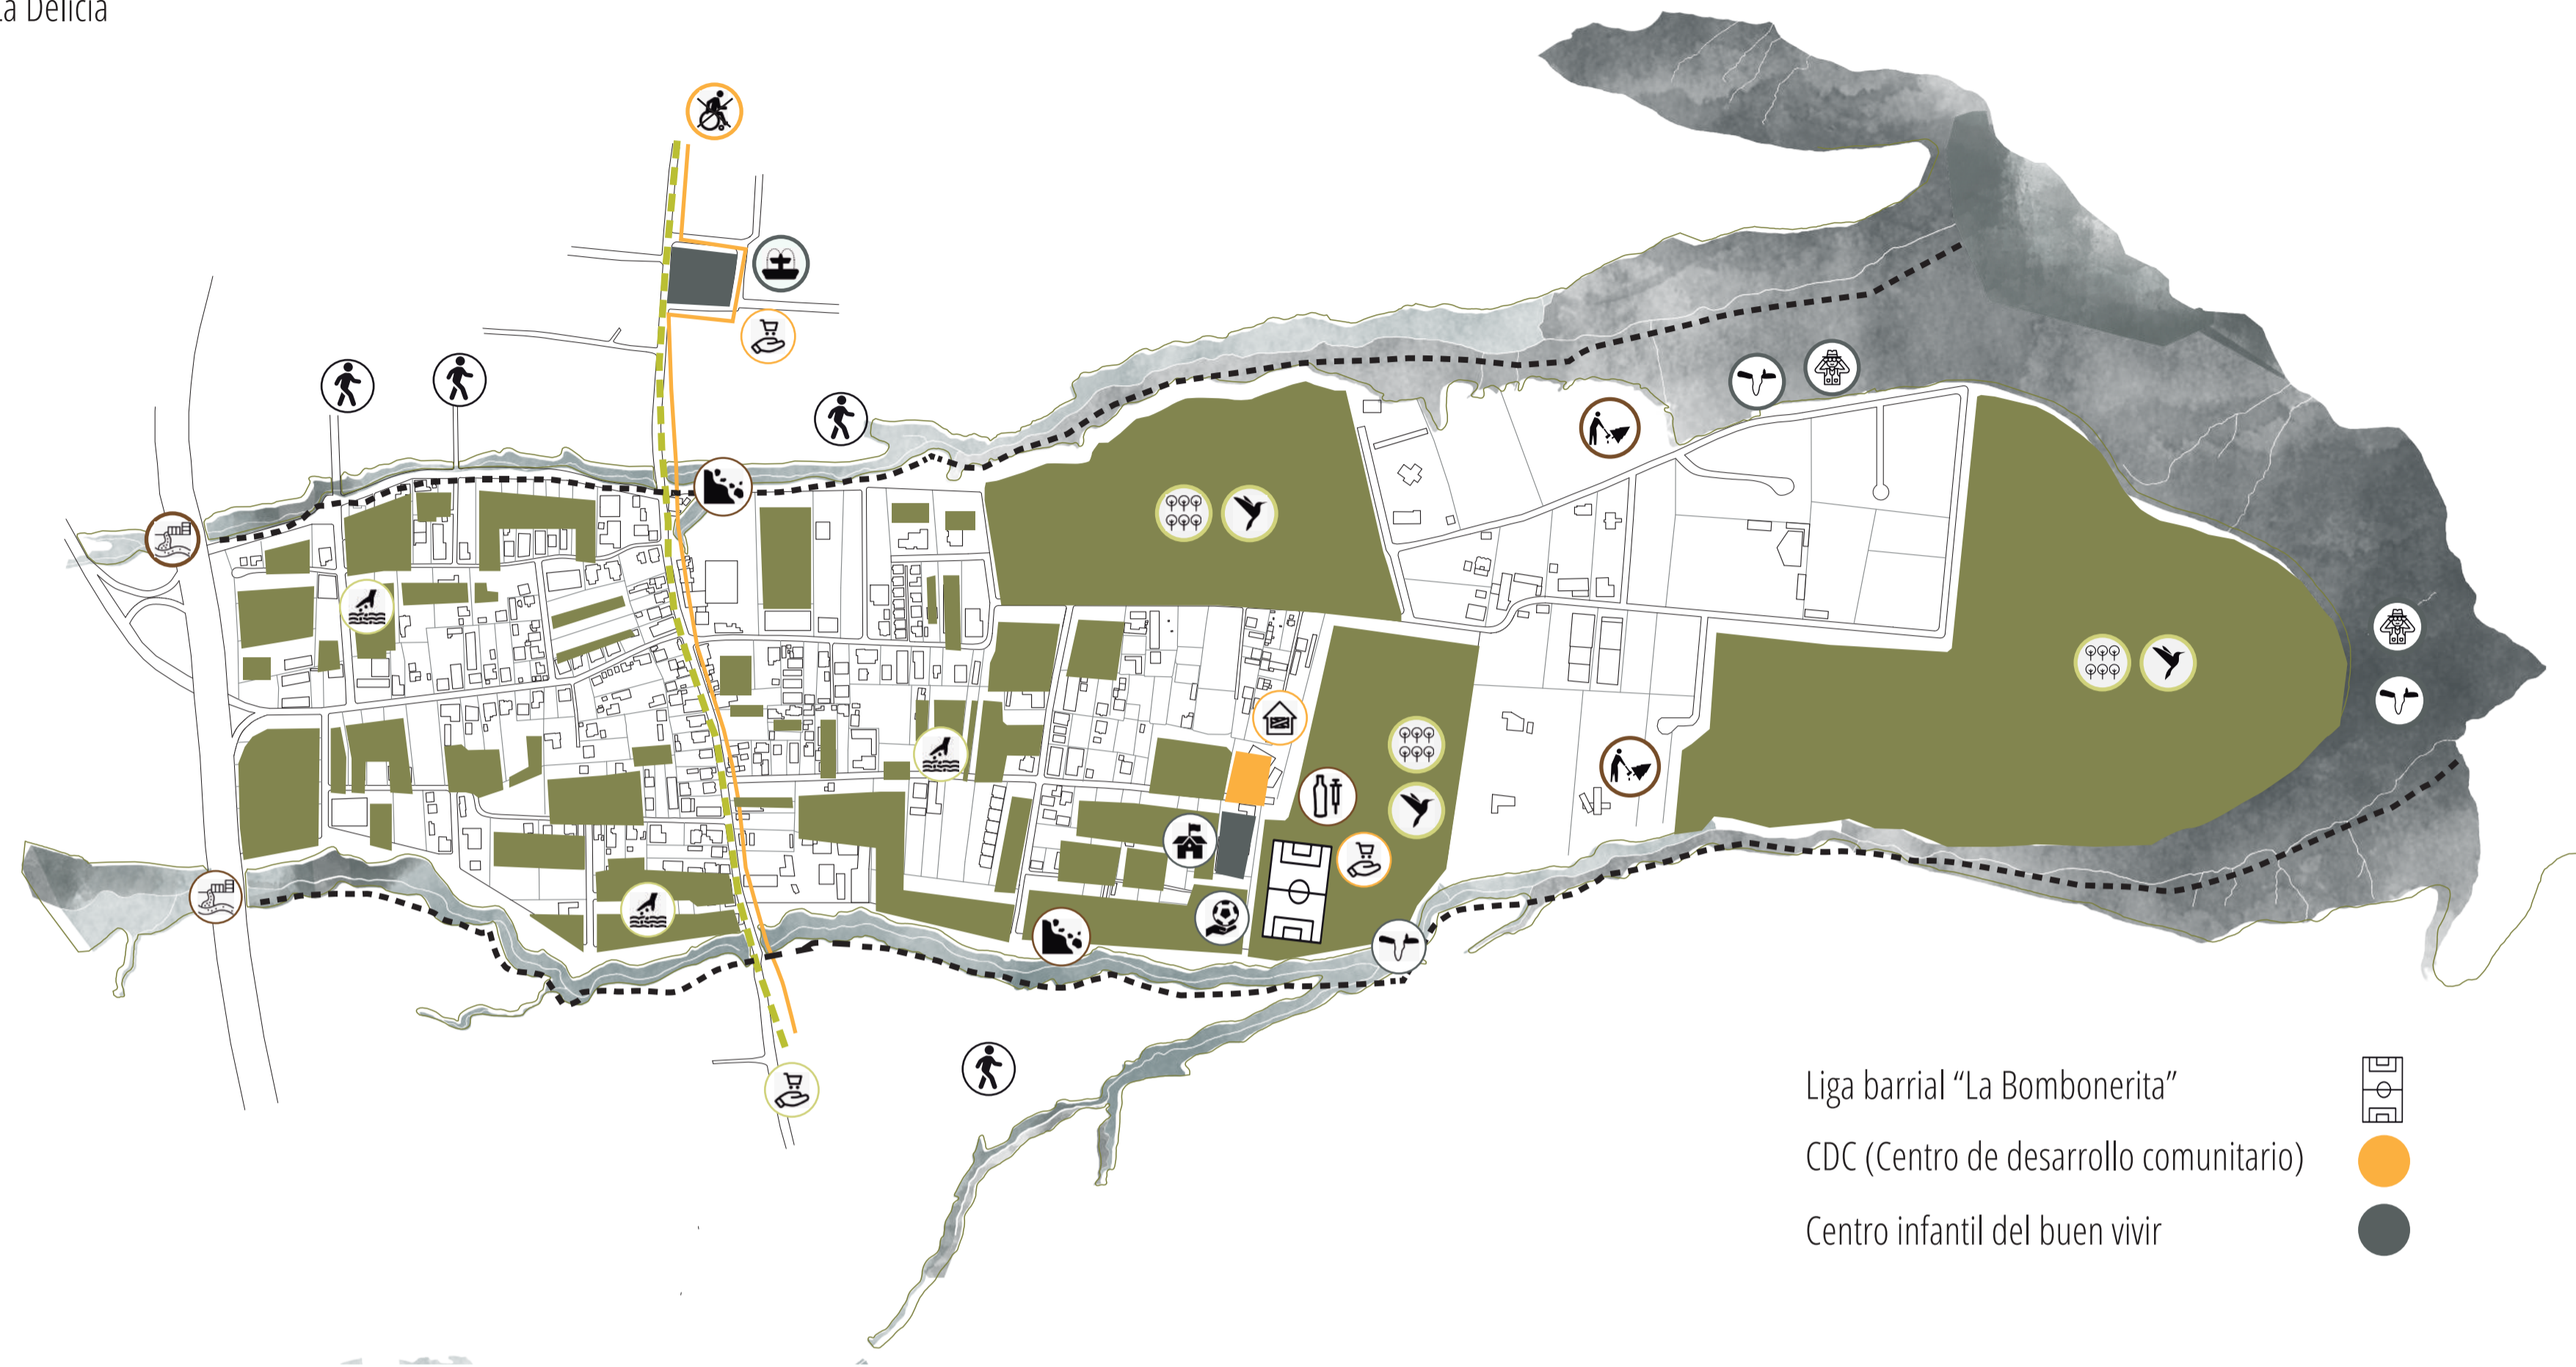 La Delicia
Liga barrial “La Bombonerita”
CDC (Centro de desarrollo comunitario)
Centro infantil del buen vivir